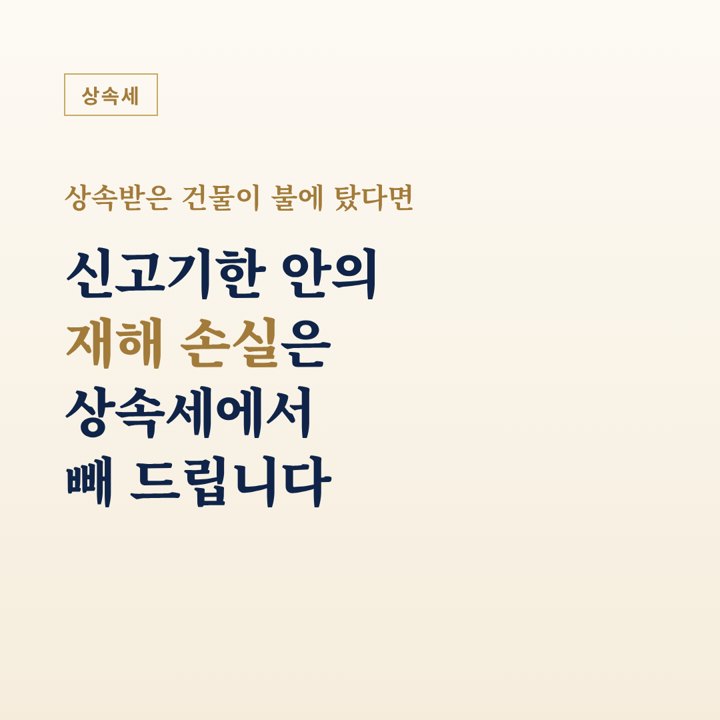 상속세
상속받은 건물이 불에 탔다면
신고기한 안의
재해 손실은
상속세에서
빼 드립니다